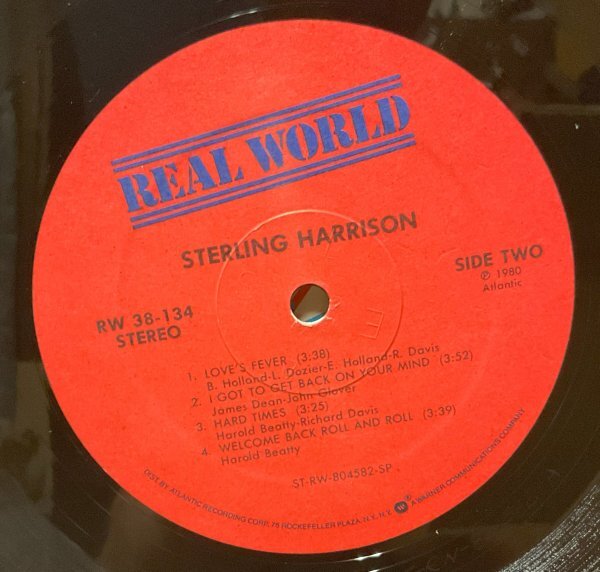 REAL WORLD
STERLING HARRISON
SIDE TWO
℗ 1980
Atlantic
RW 38-134
STEREO
1. LOVE'S FEVER (3:38)
B. Holland-L. Dozier-E. Holland-R. Davis
2. I GOT TO GET BACK ON YOUR MIND (3:52)
James Dean-John Glover
3. HARD TIMES (3:25)
Harold Beatty-Richard Davis
4. WELCOME BACK ROLL AND ROLL (3:39)
Harold Beatty
ST-RW-804582-SP
DIST. BY ATLANTIC RECORDING CORP., 75 ROCKEFELLER PLAZA, N.Y., N.Y. W ® A WARNER COMMUNICATIONS COMPANY